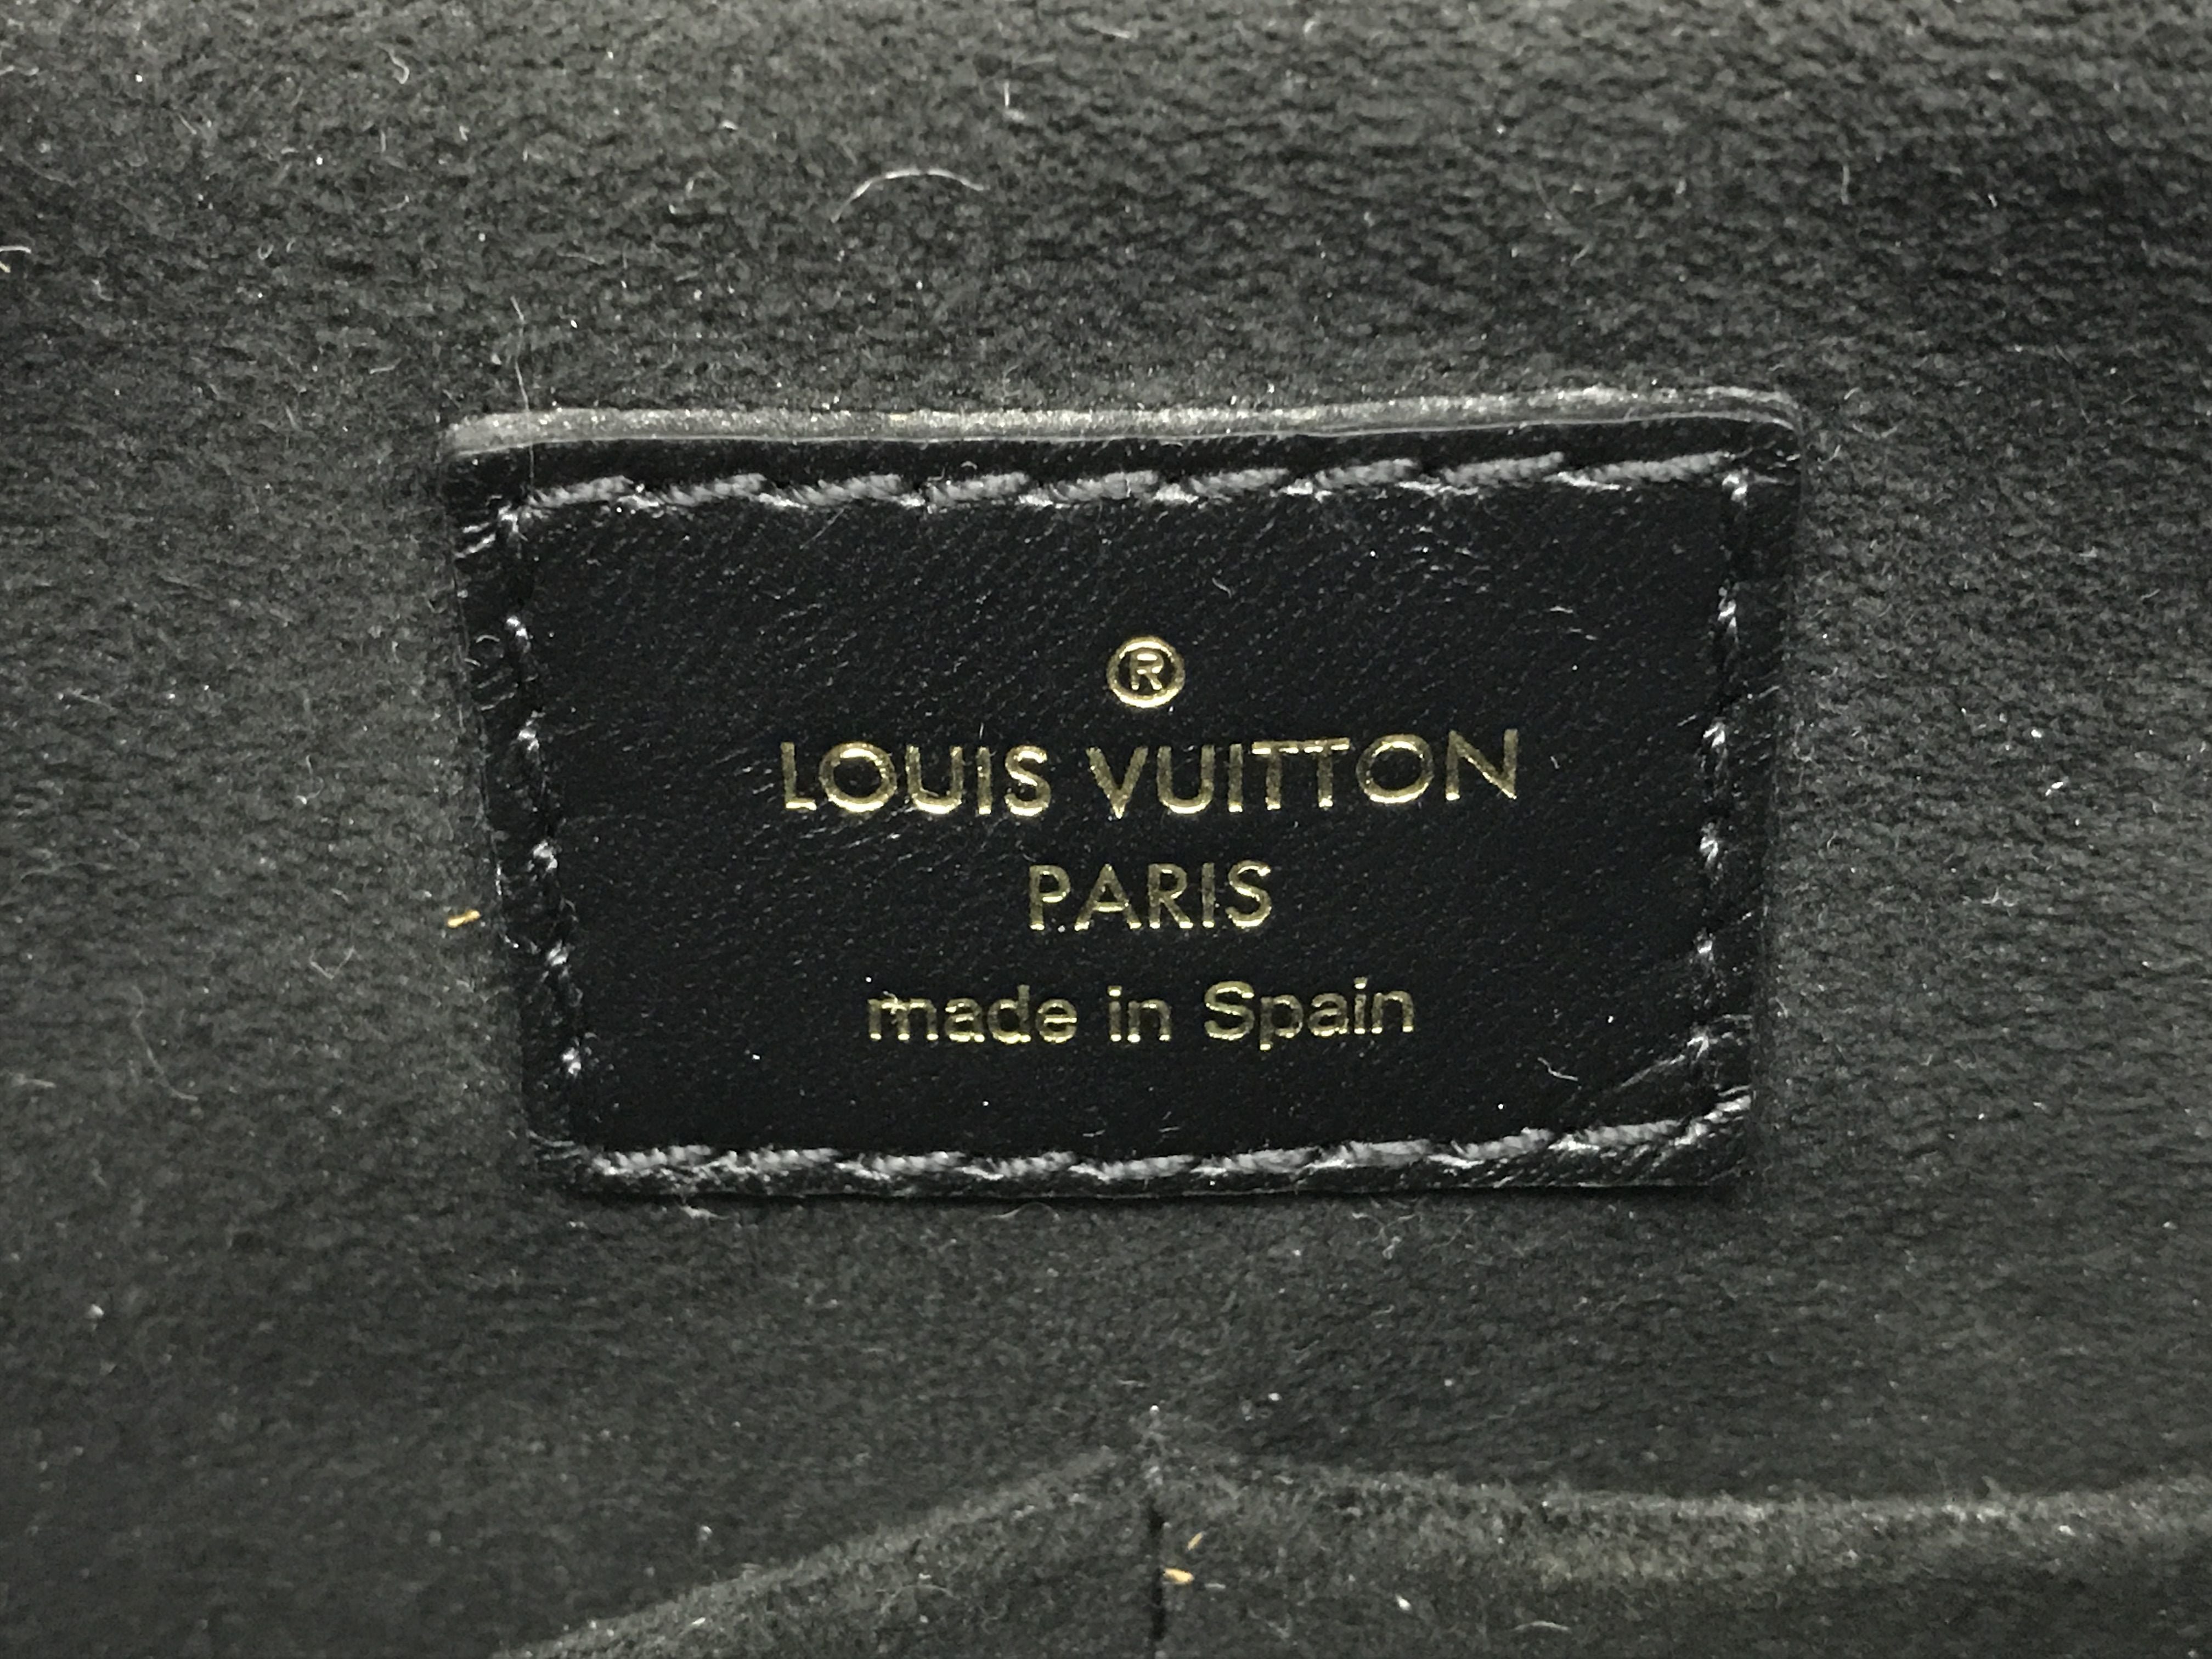 ®
LOUIS VUITTON
PARIS
made in Spain